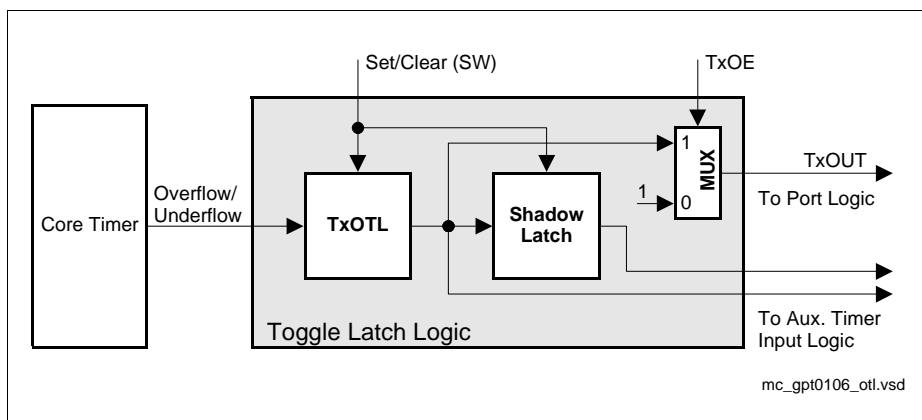 Set/Clear (SW)
TxOE
Core Timer
Overflow/
Underflow
TxOTL
Shadow
Latch
1
1
0
MUX
TxOUT
To Port Logic
To Aux. Timer
Input Logic
Toggle Latch Logic
mc_gpt0106_otl.vsd